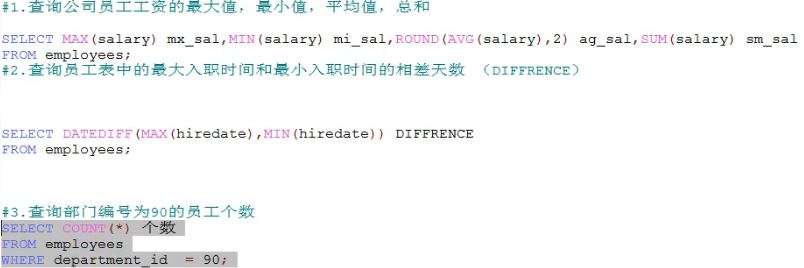 #1.查询公司员工工资的最大值，最小值，平均值，总和
SELECT MAX(salary) mx_sal,MIN(salary) mi_sal,ROUND(AVG(salary),2) ag_sal,SUM(salary) sm_sal
FROM employees;
#2.查询员工表中的最大入职时间和最小入职时间的相差天数 （DIFFRENCE）
SELECT DATEDIFF(MAX(hiredate),MIN(hiredate)) DIFFRENCE
FROM employees;
#3.查询部门编号为90的员工个数
SELECT COUNT(*) 个数
FROM employees
WHERE department_id = 90;